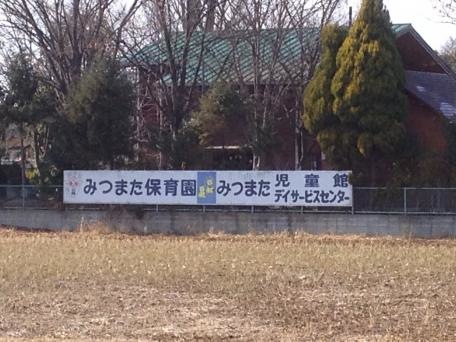 みつまた保育園
みつまた
児童館
デイサービスセンター